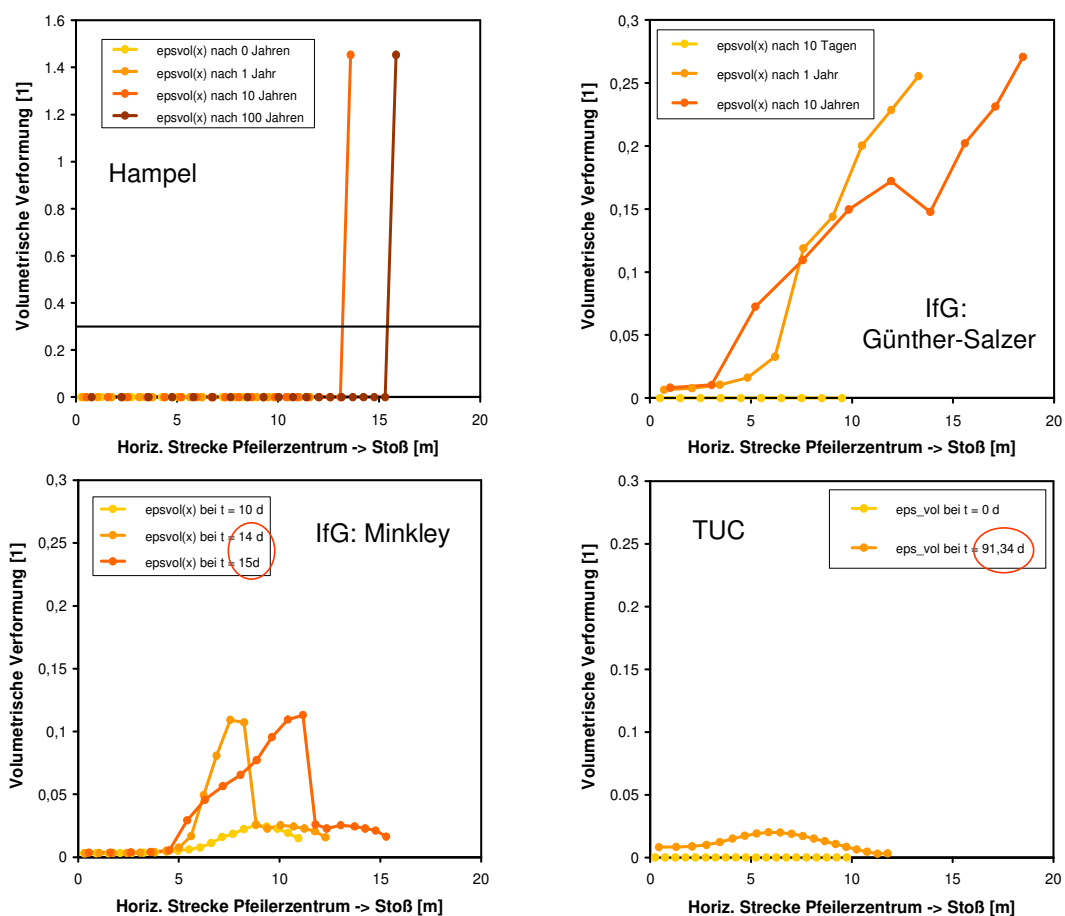 Volumetrische Verformung [1]
1.6
1.4
1.2
1
0.8
0.6
0.4
0.2
0
epsvol(x) nach 0 Jahren
epsvol(x) nach 1 Jahr
epsvol(x) nach 10 Jahren
epsvol(x) nach 100 Jahren
Hampel
0 5 10 15 20
Horiz. Strecke Pfeilerzentrum -> Stoß [m]
Volumetrische Verformung [1]
0,3
0,25
0,2
0,15
0,1
0,05
0
epsvol(x) nach 10 Tagen
epsvol(x) nach 1 Jahr
epsvol(x) nach 10 Jahren
IfG:
Günther-Salzer
0 5 10 15 20
Horiz. Strecke Pfeilerzentrum -> Stoß [m]
Volumetrische Verformung [1]
0,3
0,25
0,2
0,15
0,1
0,05
0
epsvol(x) bei t = 10 d
epsvol(x) bei t = 14 d
epsvol(x) bei t = 15d
IfG: Minkley
0 5 10 15 20
Horiz. Strecke Pfeilerzentrum -> Stoß [m]
Volumetrische Verformung [1]
0.3
0.25
0.2
0.15
0.1
0.05
0
TUC
eps_vol bei t = 0 d
eps_vol bei t = 91,34 d
0 5 10 15 20
Horiz. Strecke Pfeilerzentrum -> Stoß [m]